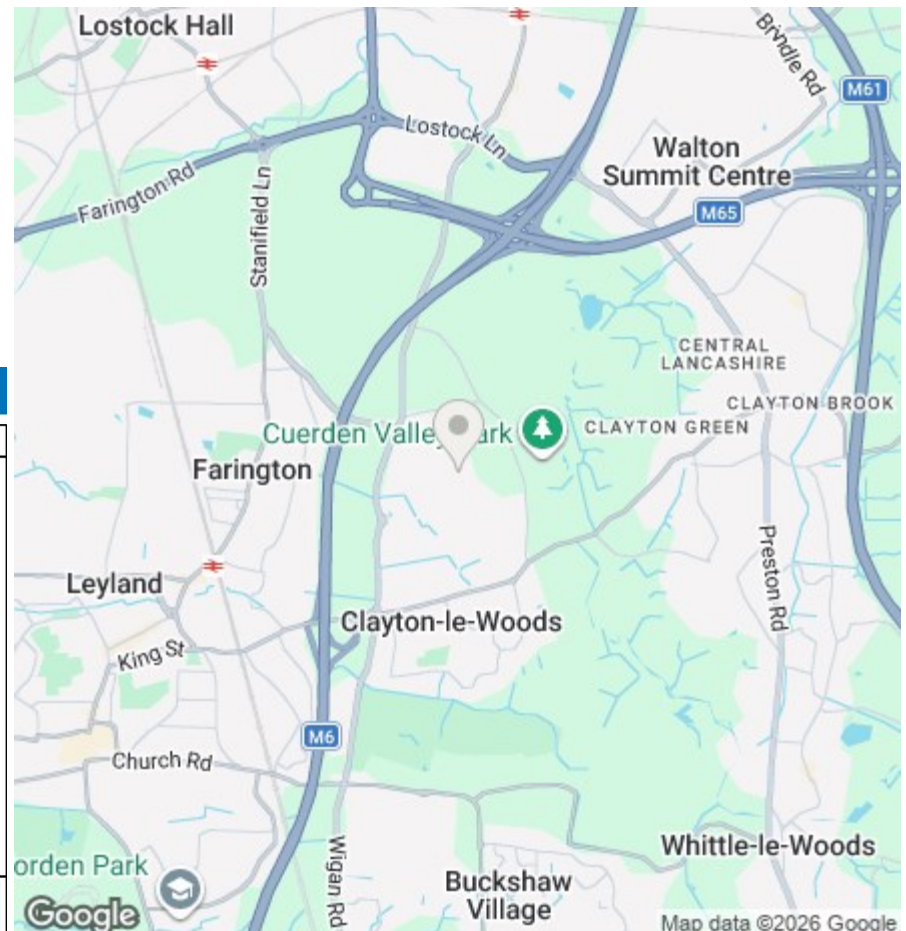 Lostock Hall
Brindle Rd
M61
Lostock Ln
Walton
Summit Centre
Farington Rd
Stanifield Ln
M65
CENTRAL
LANCASHIRE
CLAYTON BROOK
Cuerden Valley Park
CLAYTON GREEN
Farington
Leyland
Preston Rd
Clayton-le-Woods
King St
M6
Church Rd
Wigan Rd
Whittle-le-Woods
orden Park
Buckshaw
Village
Google
Map data ©2026 Google